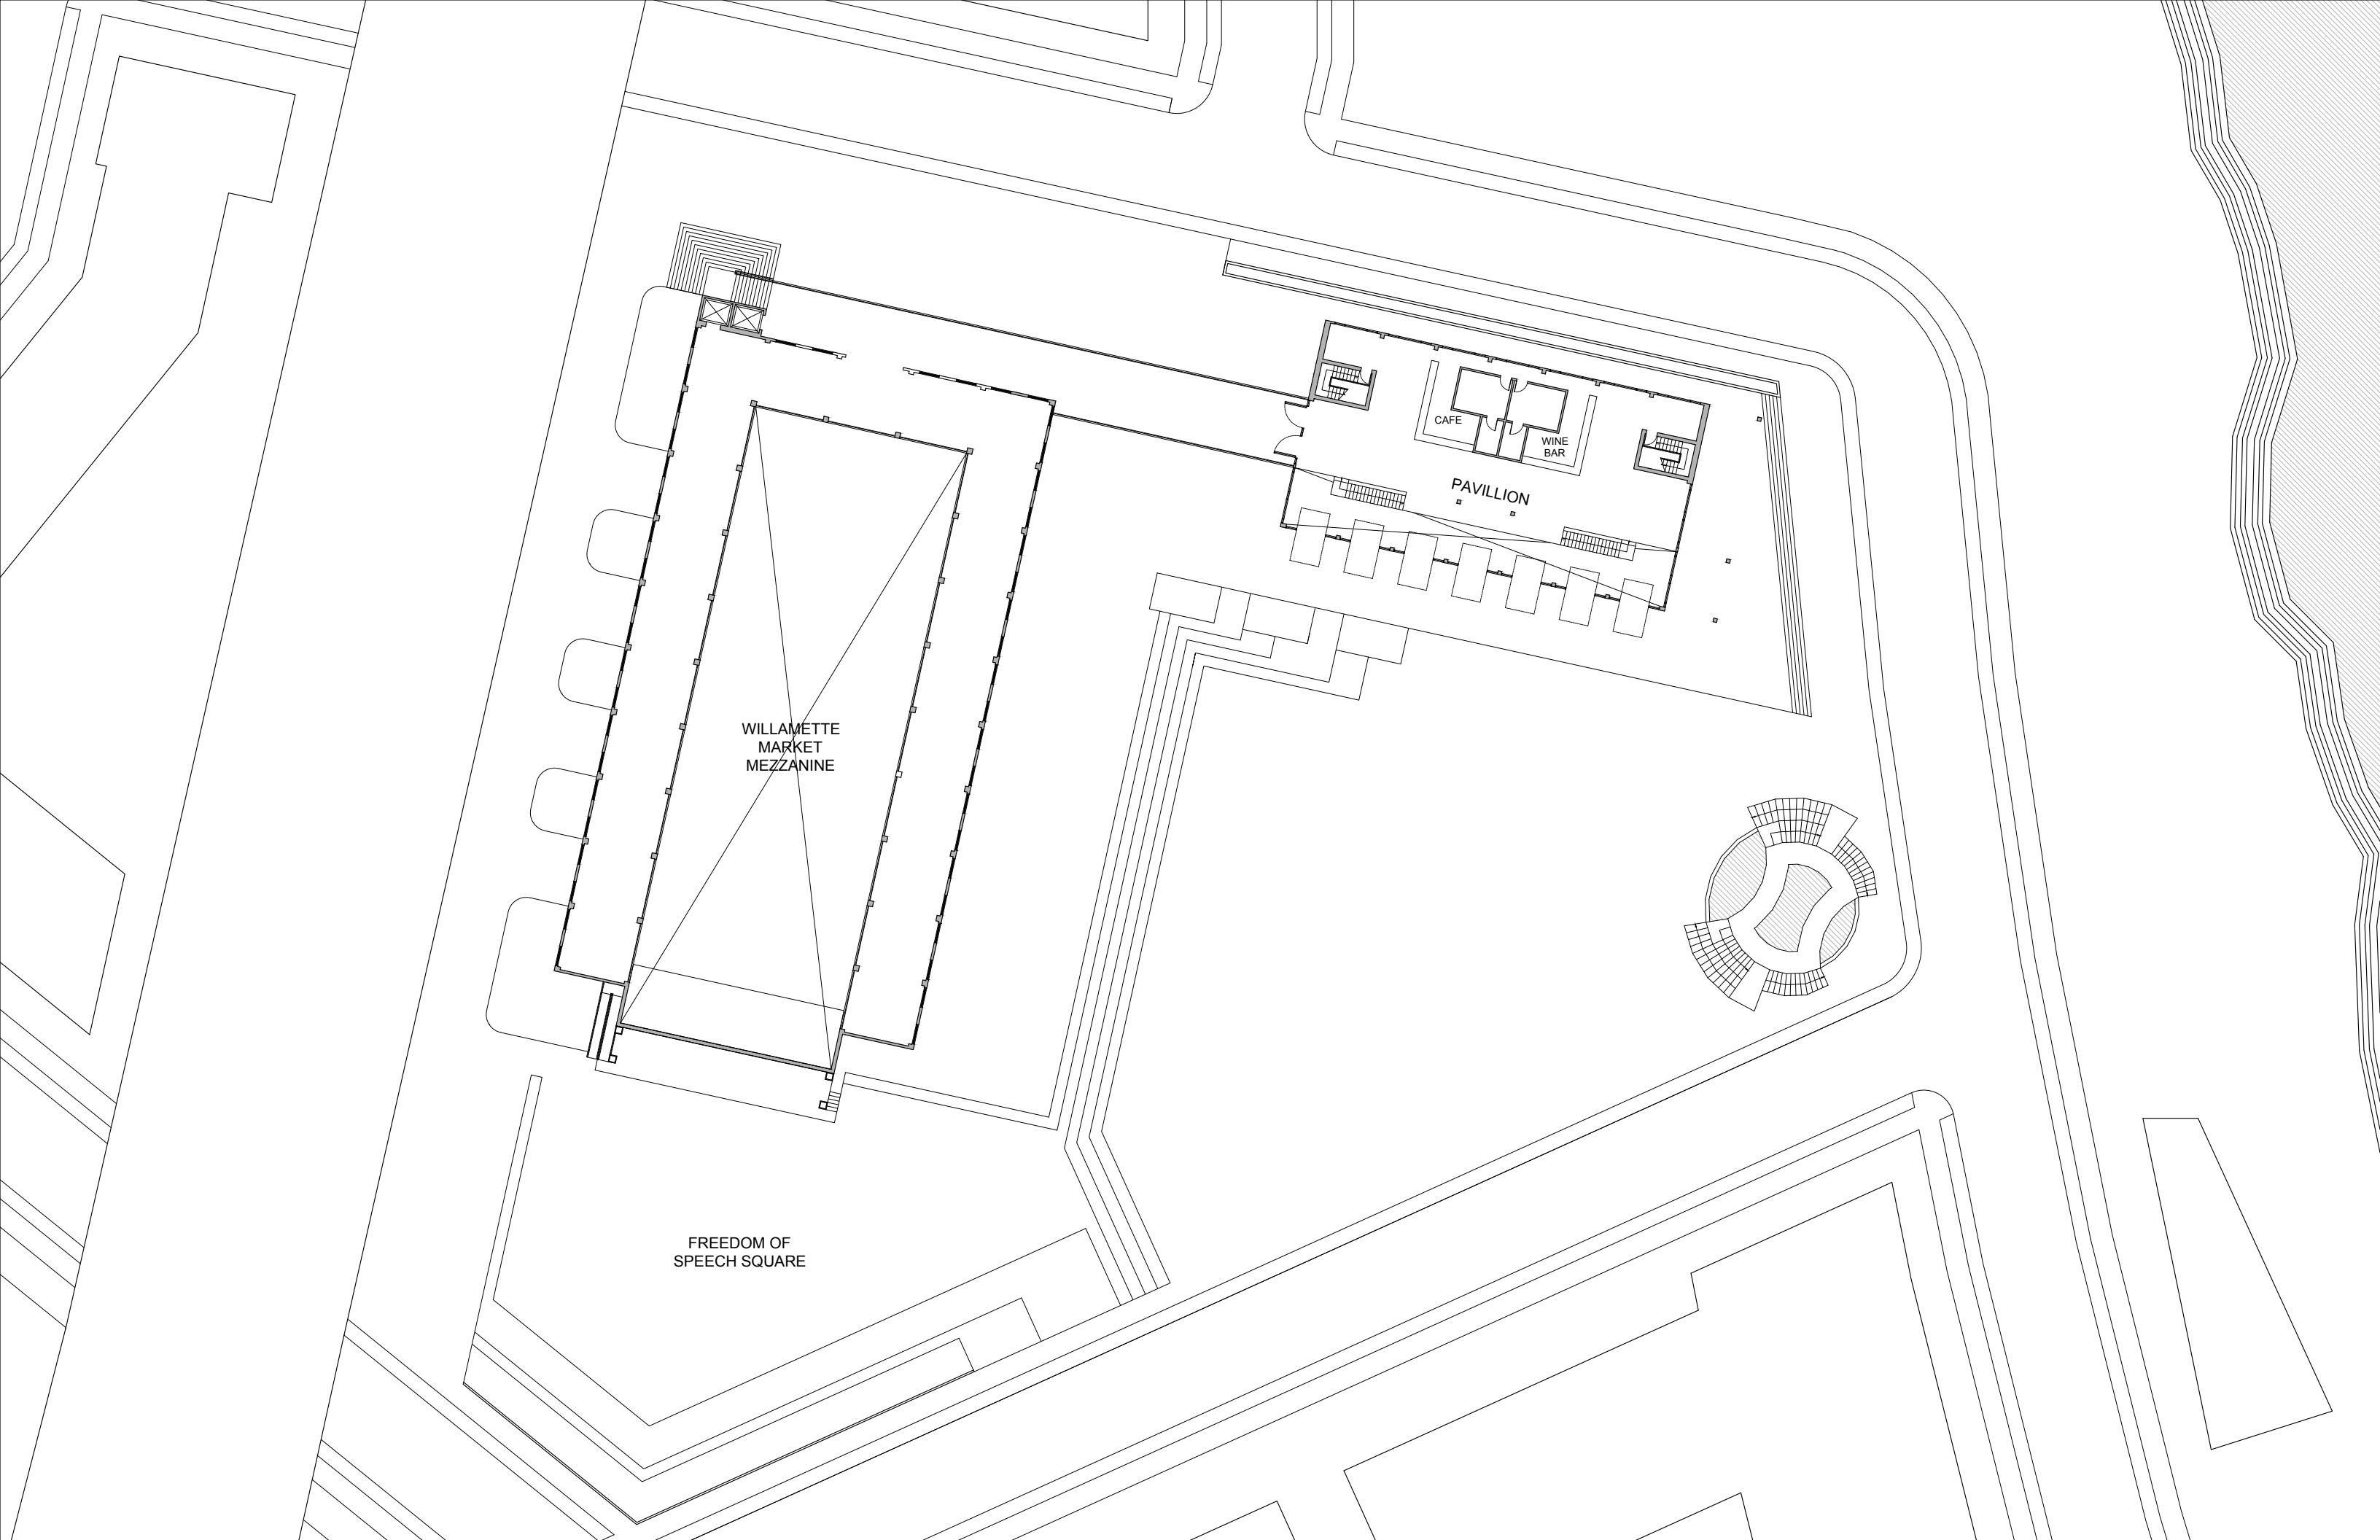 CAFE
WINE
BAR
PAVILLION
WILLAMETTE
MARKET
MEZZANINE
FREEDOM OF
SPEECH SQUARE